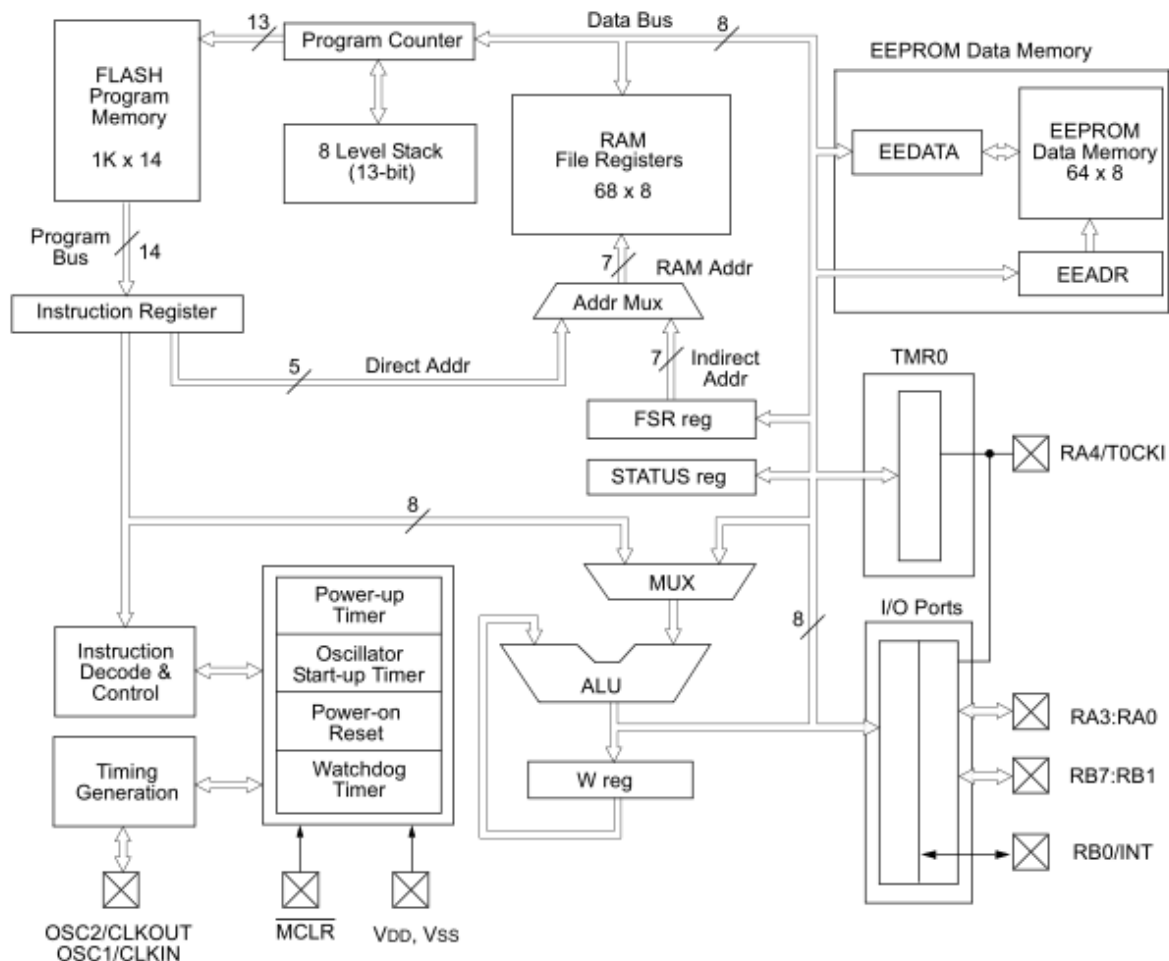 13
Program Counter
Data Bus
8
EEPROM Data Memory
FLASH
Program
Memory
1K x 14
8 Level Stack
(13-bit)
RAM
File Registers
68 x 8
EEDATA
EEPROM
Data Memory
64 x 8
EEADR
Program
Bus
14
7
RAM Addr
Addr Mux
Instruction Register
5
Direct Addr
7
Indirect
Addr
TMR0
FSR reg
STATUS reg
RA4/T0CKI
8
MUX
8
I/O Ports
Power-up
Timer
Oscillator
Start-up Timer
Power-on
Reset
Watchdog
Timer
Instruction
Decode &
Control
Timing
Generation
ALU
W reg
RA3:RA0
RB7:RB1
RB0/INT
OSC2/CLKOUT
OSC1/CLKIN
MCLR
VDD, VSS